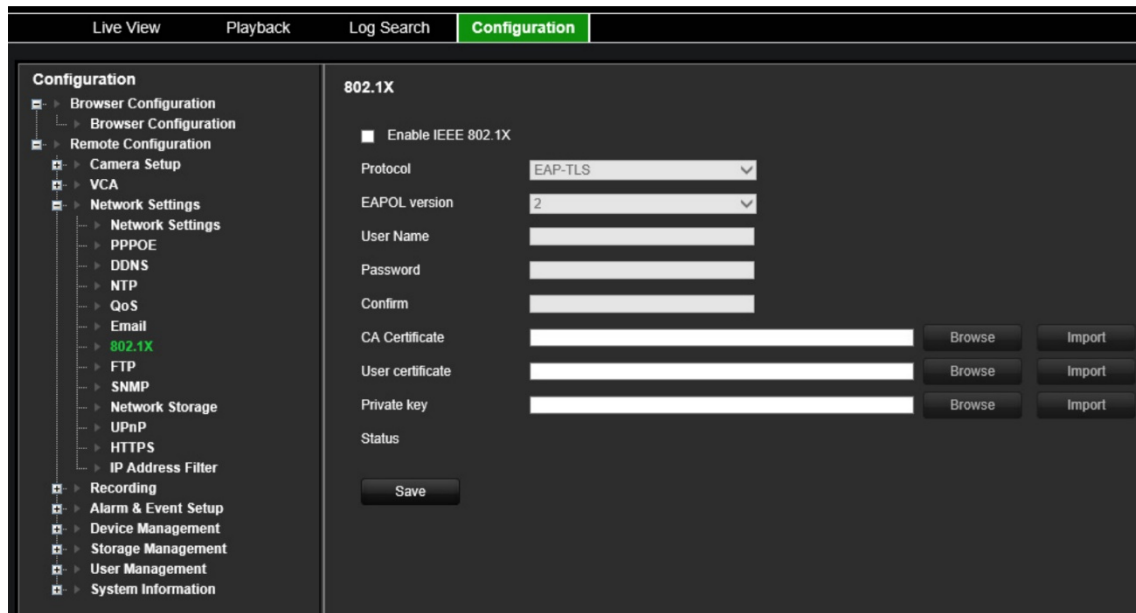 Live View Playback Log Search Configuration
Configuration
Browser Configuration
Browser Configuration
Remote Configuration
Camera Setup
VCA
Network Settings
Network Settings
PPPOE
DDNS
NTP
QoS
Email
802.1X
FTP
SNMP
Network Storage
UPnP
HTTPS
IP Address Filter
Recording
Alarm & Event Setup
Device Management
Storage Management
User Management
System Information
802.1X
Enable IEEE 802.1X
Protocol EAP-TLS
EAPOL version 2
User Name
Password
Confirm
CA Certificate Browse Import
User certificate Browse Import
Private key Browse Import
Status
Save